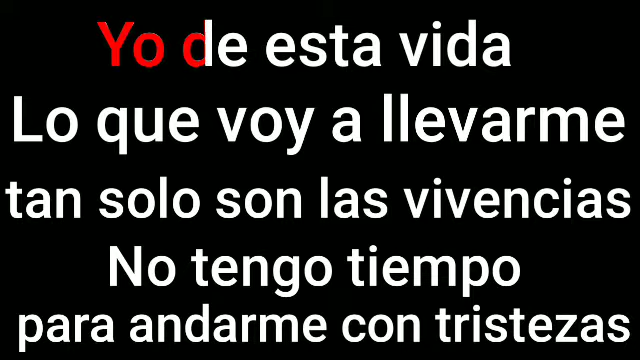 Yo de esta vida
Lo que voy a llevarme
tan solo son las vivencias
No tengo tiempo
para andarme con tristezas